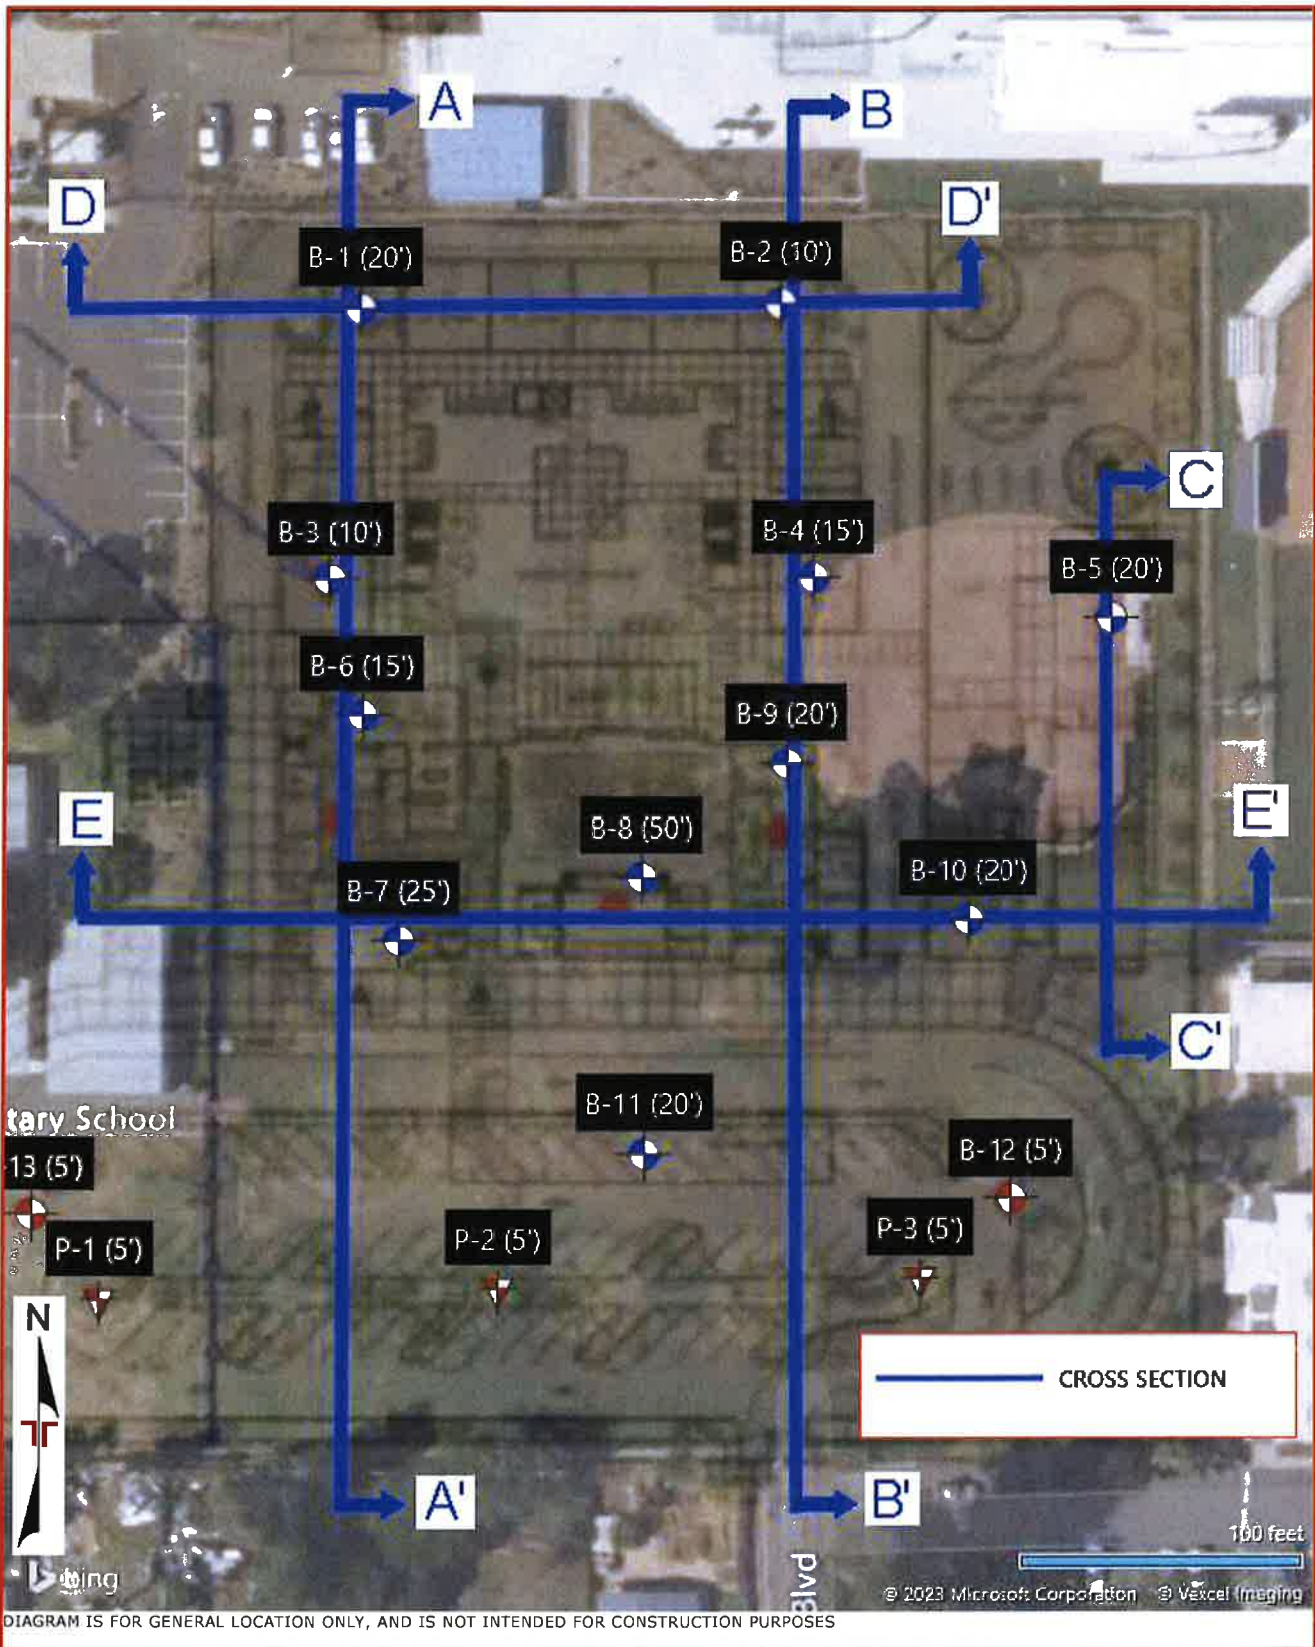 A
B
D
D'
B-1 (20')
B-2 (10')
C
B-3 (10')
B-4 (15')
B-5 (20')
B-6 (15')
B-9 (20')
E
E'
B-8 (50')
B-7 (25')
B-10 (20')
C'
tary School
B-11 (20')
B-12 (5')
-13 (5')
P-1 (5')
P-2 (5')
P-3 (5')
N
CROSS SECTION
A'
B'
100 feet
bing
Blvd
© 2023 Microsoft Corporation © Vexcel Imaging
DIAGRAM IS FOR GENERAL LOCATION ONLY, AND IS NOT INTENDED FOR CONSTRUCTION PURPOSES